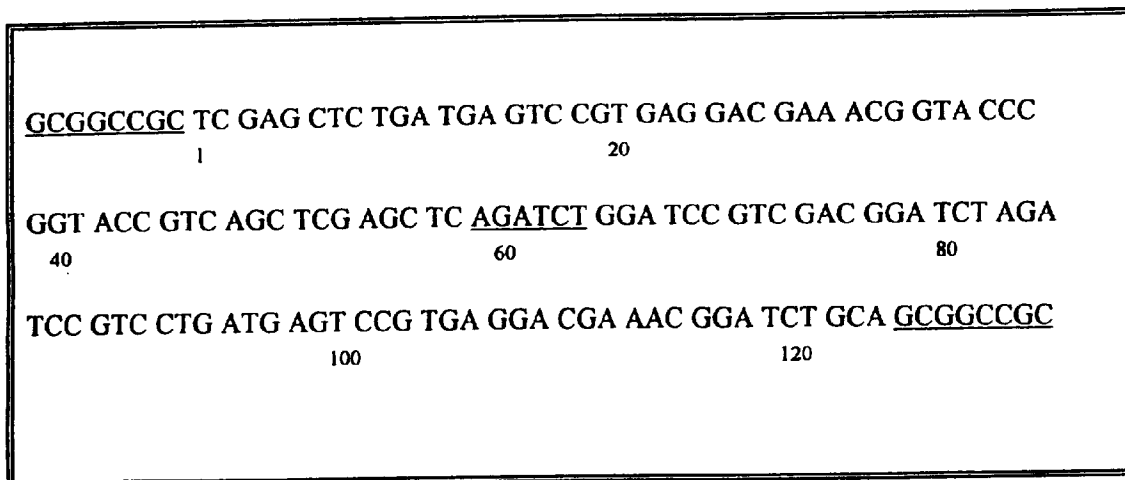 GCGGCCGC TC GAG CTC TGA TGA GTC CGT GAG GAC GAA ACG GTA CCC
1 20
GGT ACC GTC AGC TCG AGC TC AGATCT GGA TCC GTC GAC GGA TCT AGA
40 60 80
TCC GTC CTG ATG AGT CCG TGA GGA CGA AAC GGA TCT GCA GCGGCCGC
100 120